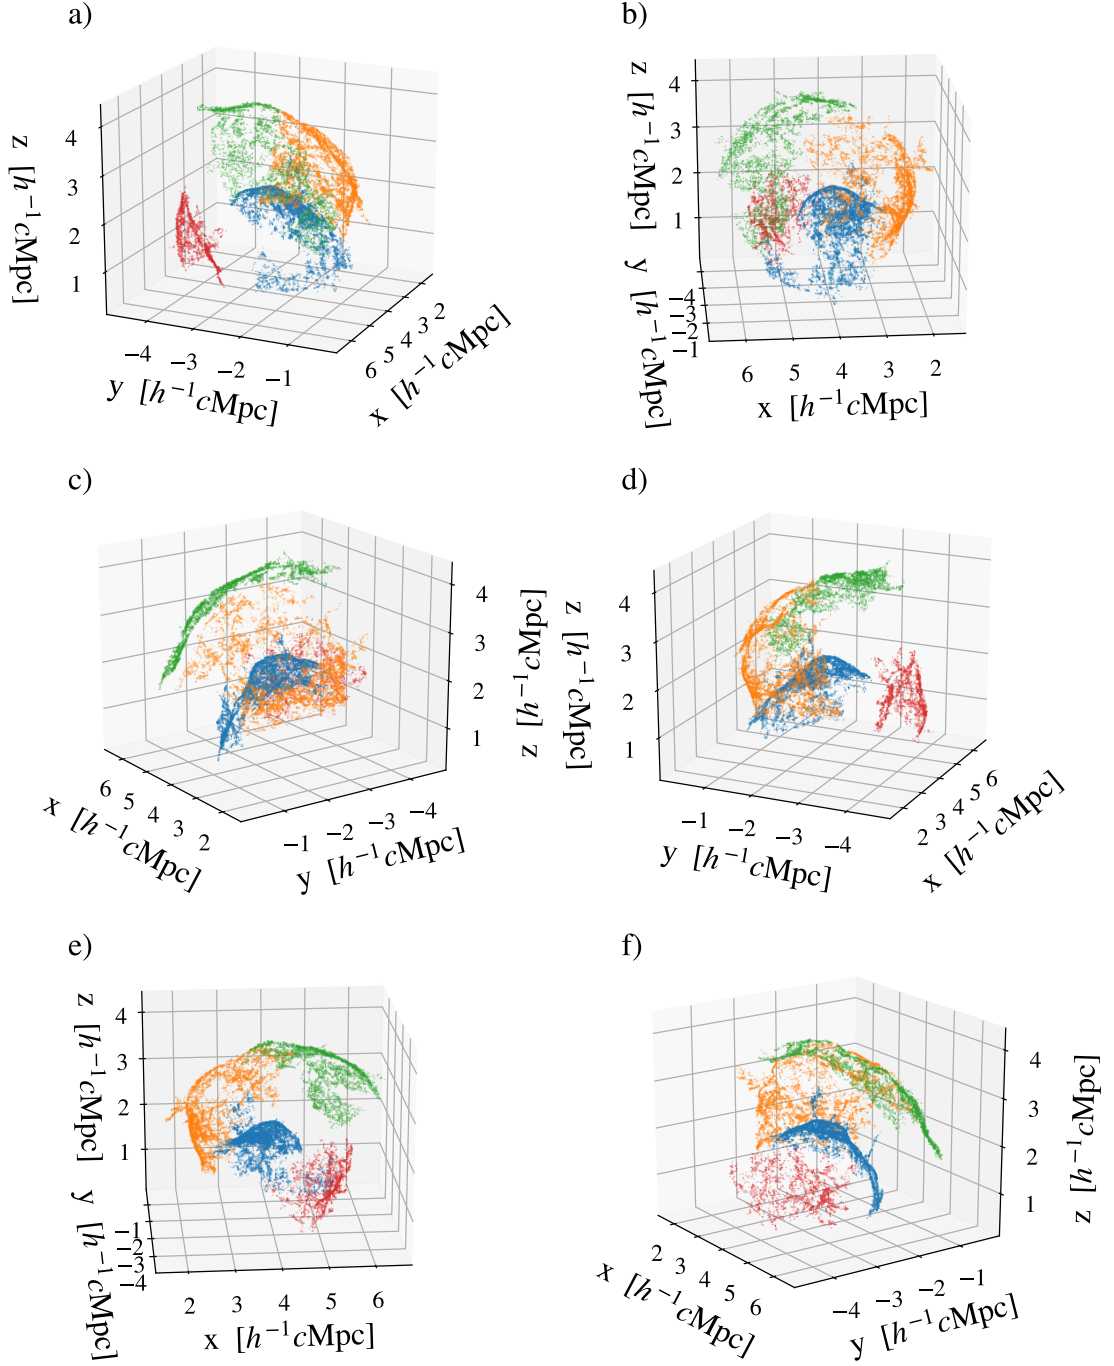 a)
z [h⁻¹cMpc]
4
3
2
1
−4
−3
−2
−1
y [h⁻¹cMpc]
6 5 4 3 2
x [h⁻¹cMpc]
b)
z [h⁻¹cMpc]
4
3
2
1
y [h⁻¹cMpc]
−4
−3
−2
−1
6 5 4 3 2
x [h⁻¹cMpc]
c)
z [h⁻¹cMpc]
4
3
2
1
6 5 4 3 2
x [h⁻¹cMpc]
−1 −2 −3 −4
y [h⁻¹cMpc]
d)
z [h⁻¹cMpc]
4
3
2
1
−1 −2 −3 −4
y [h⁻¹cMpc]
2 3 4 5 6
x [h⁻¹cMpc]
e)
z [h⁻¹cMpc]
4
3
2
1
y [h⁻¹cMpc]
−1
−2
−3
−4
2 3 4 5 6
x [h⁻¹cMpc]
f)
z [h⁻¹cMpc]
4
3
2
1
2 3 4 5 6
x [h⁻¹cMpc]
−4 −3 −2 −1
y [h⁻¹cMpc]